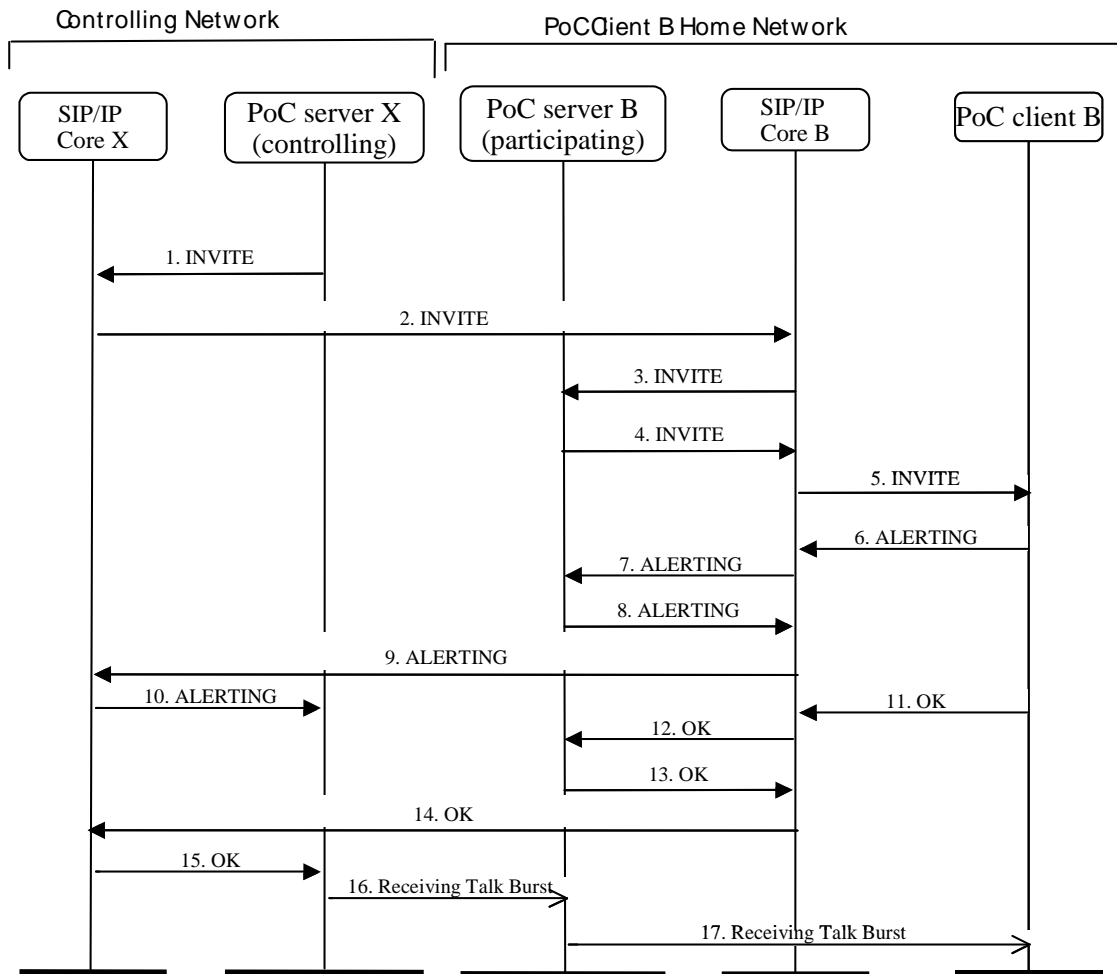 Controlling Network
PoCClient B Home Network
SIP/IP
Core X
PoC server X
(controlling)
PoC server B
(participating)
SIP/IP
Core B
PoC client B
1. INVITE
2. INVITE
3. INVITE
4. INVITE
5. INVITE
6. ALERTING
7. ALERTING
8. ALERTING
9. ALERTING
10. ALERTING
11. OK
12. OK
13. OK
14. OK
15. OK
16. Receiving Talk Burst
17. Receiving Talk Burst